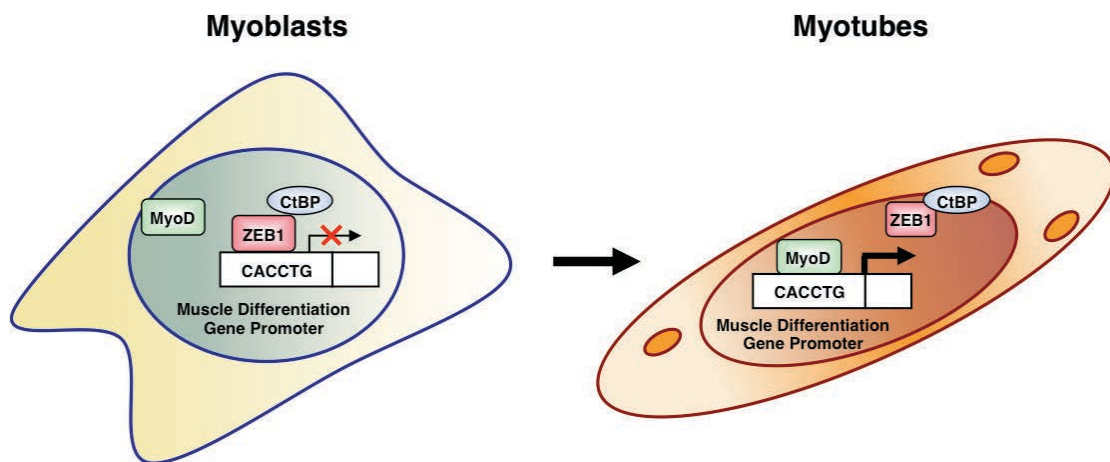 Myoblasts
Myotubes
CtBP
MyoD
ZEB1
CACCTG
Muscle Differentiation
Gene Promoter
CtBP
ZEB1
MyoD
CACCTG
Muscle Differentiation
Gene Promoter